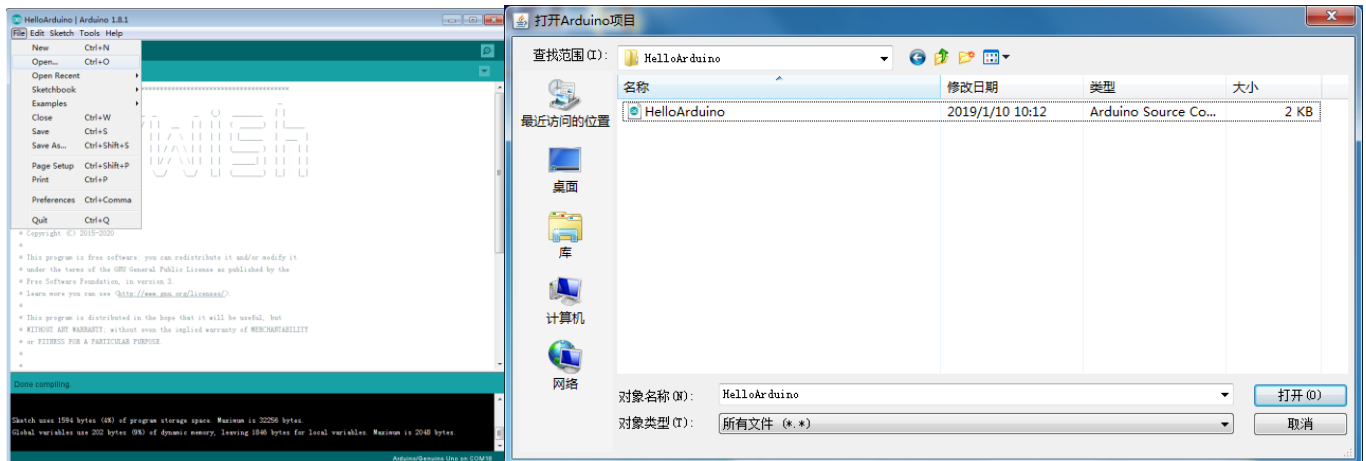 HelloArduino | Arduino 1.8.1
File Edit Sketch Tools Help
New Ctrl+N
Open... Ctrl+O
Open Recent
Sketchbook
Examples
Close Ctrl+W
Save Ctrl+S
Save As... Ctrl+Shift+S
Page Setup Ctrl+Shift+P
Print Ctrl+P
Preferences Ctrl+Comma
Quit Ctrl+Q
* Copyright (C) 2015-2020
*
* This program is free software: you can redistribute it and/or modify it
* under the terms of the GNU General Public License as published by the
* Free Software Foundation, in version 3.
* learn more you can see <http://www.gnu.org/licenses/>.
*
* This program is distributed in the hope that it will be useful, but
* WITHOUT ANY WARRANTY; without even the implied warranty of MERCHANTABILITY
* or FITNESS FOR A PARTICULAR PURPOSE.
*
*
Done compiling.
Sketch uses 1594 bytes (4%) of program storage space. Maximum is 32256 bytes.
Global variables use 202 bytes (9%) of dynamic memory, leaving 1846 bytes for local variables. Maximum is 2048 bytes.
Arduino/Genuino Uno on COM18
打开Arduino项目
查找范围(I): HelloArduino
名称 修改日期 类型 大小
HelloArduino 2019/1/10 10:12 Arduino Source Co... 2 KB
最近访问的位置
桌面
库
计算机
网络
对象名称(N): HelloArduino 打开(O)
对象类型(T): 所有文件 (*.*) 取消